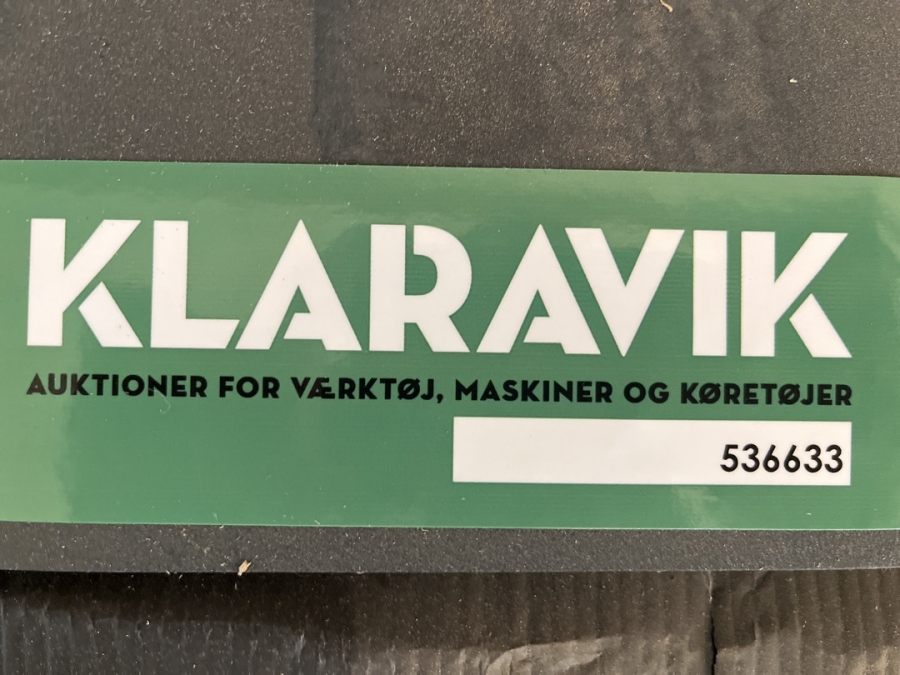 KLARAVIK
AUKTIONER FOR VÆRKTØJ, MASKINER OG KØRETØJER
536633